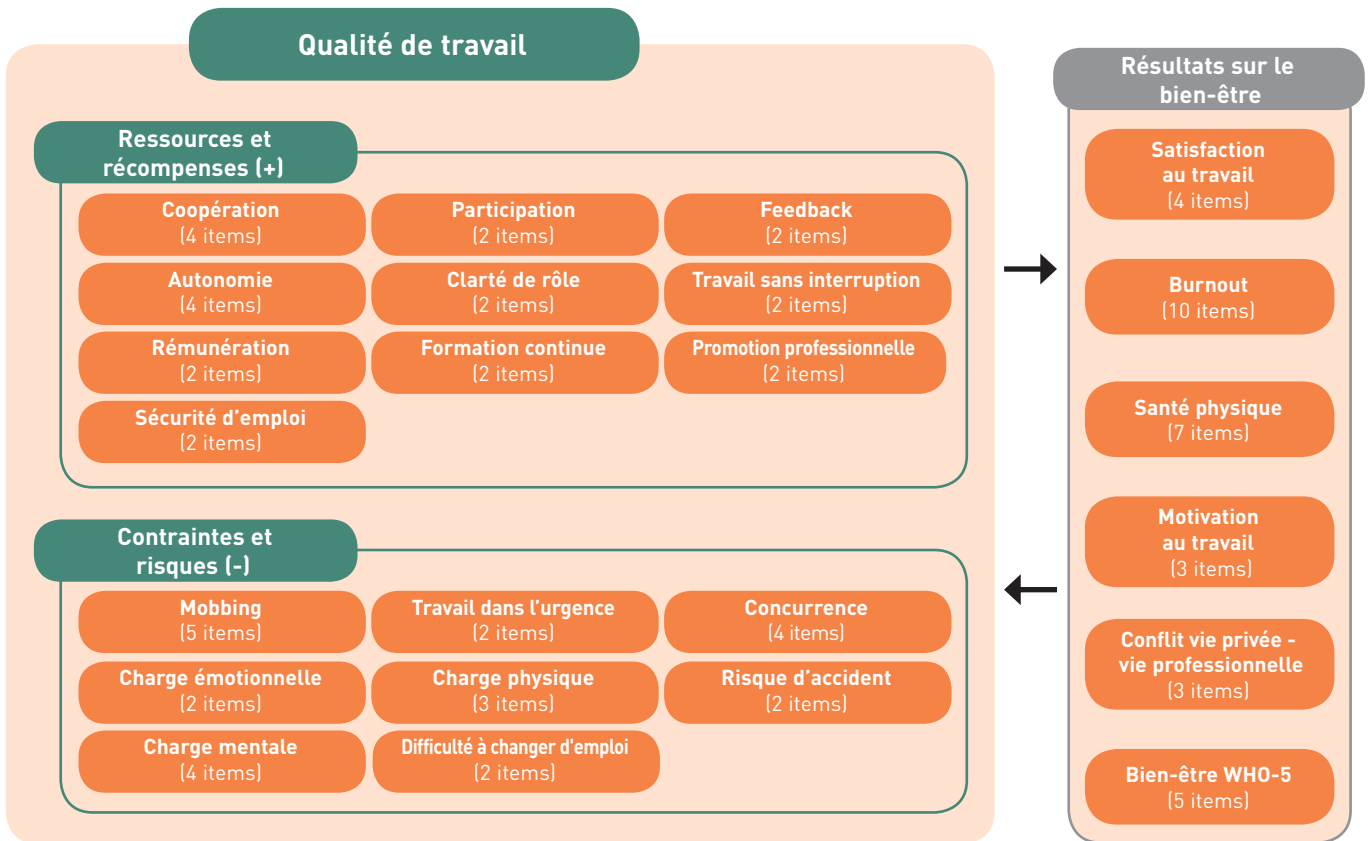 Qualité de travail
Ressources et
récompenses (+)
Coopération
(4 items)
Participation
(2 items)
Feedback
(2 items)
Autonomie
(4 items)
Clarté de rôle
(2 items)
Travail sans interruption
(2 items)
Rémunération
(2 items)
Formation continue
(2 items)
Promotion professionnelle
(2 items)
Sécurité d’emploi
(2 items)
Contraintes et
risques (-)
Mobbing
(5 items)
Travail dans l’urgence
(2 items)
Concurrence
(4 items)
Charge émotionnelle
(2 items)
Charge physique
(3 items)
Risque d’accident
(2 items)
Charge mentale
(4 items)
Difficulté à changer d'emploi
(2 items)
Résultats sur le
bien-être
Satisfaction
au travail
(4 items)
Burnout
(10 items)
Santé physique
(7 items)
Motivation
au travail
(3 items)
Conflit vie privée -
vie professionnelle
(3 items)
Bien-être WHO-5
(5 items)